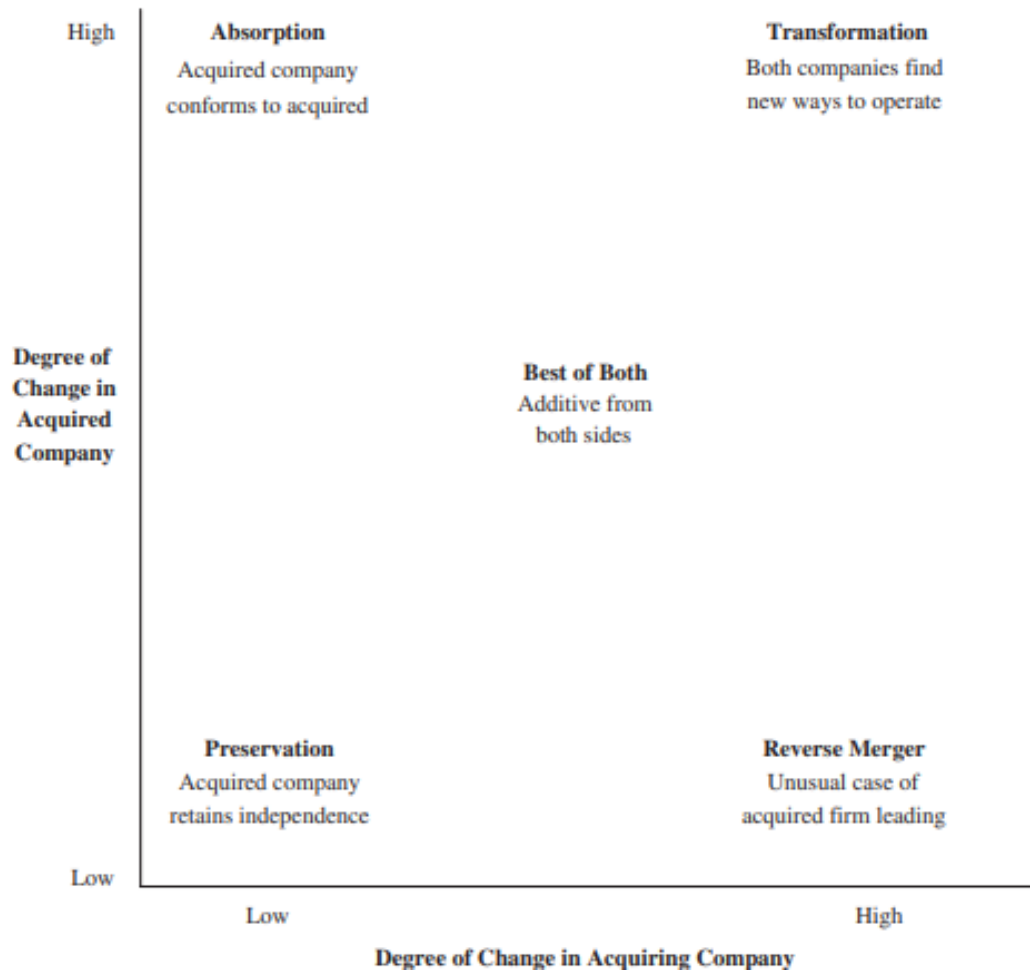 High
Absorption
Acquired company
conforms to acquired
Transformation
Both companies find
new ways to operate
Degree of
Change in
Acquired
Company
Best of Both
Additive from
both sides
Preservation
Acquired company
retains independence
Reverse Merger
Unusual case of
acquired firm leading
Low
Low
High
Degree of Change in Acquiring Company